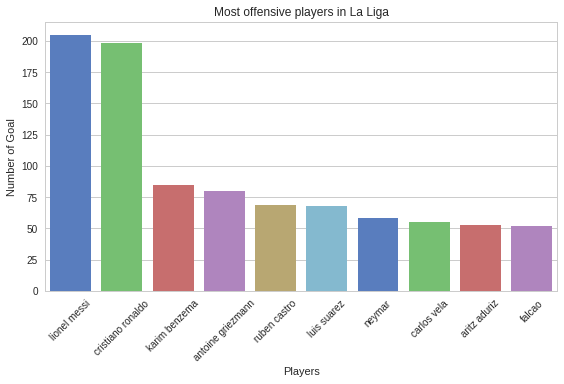 Most offensive players in La Liga
Number of Goal
200
175
150
125
100
75
50
25
0
lionel messi
cristiano ronaldo
karim benzema
antoine griezmann
ruben castro
luis suarez
neymar
carlos vela
aritz aduriz
falcao
Players